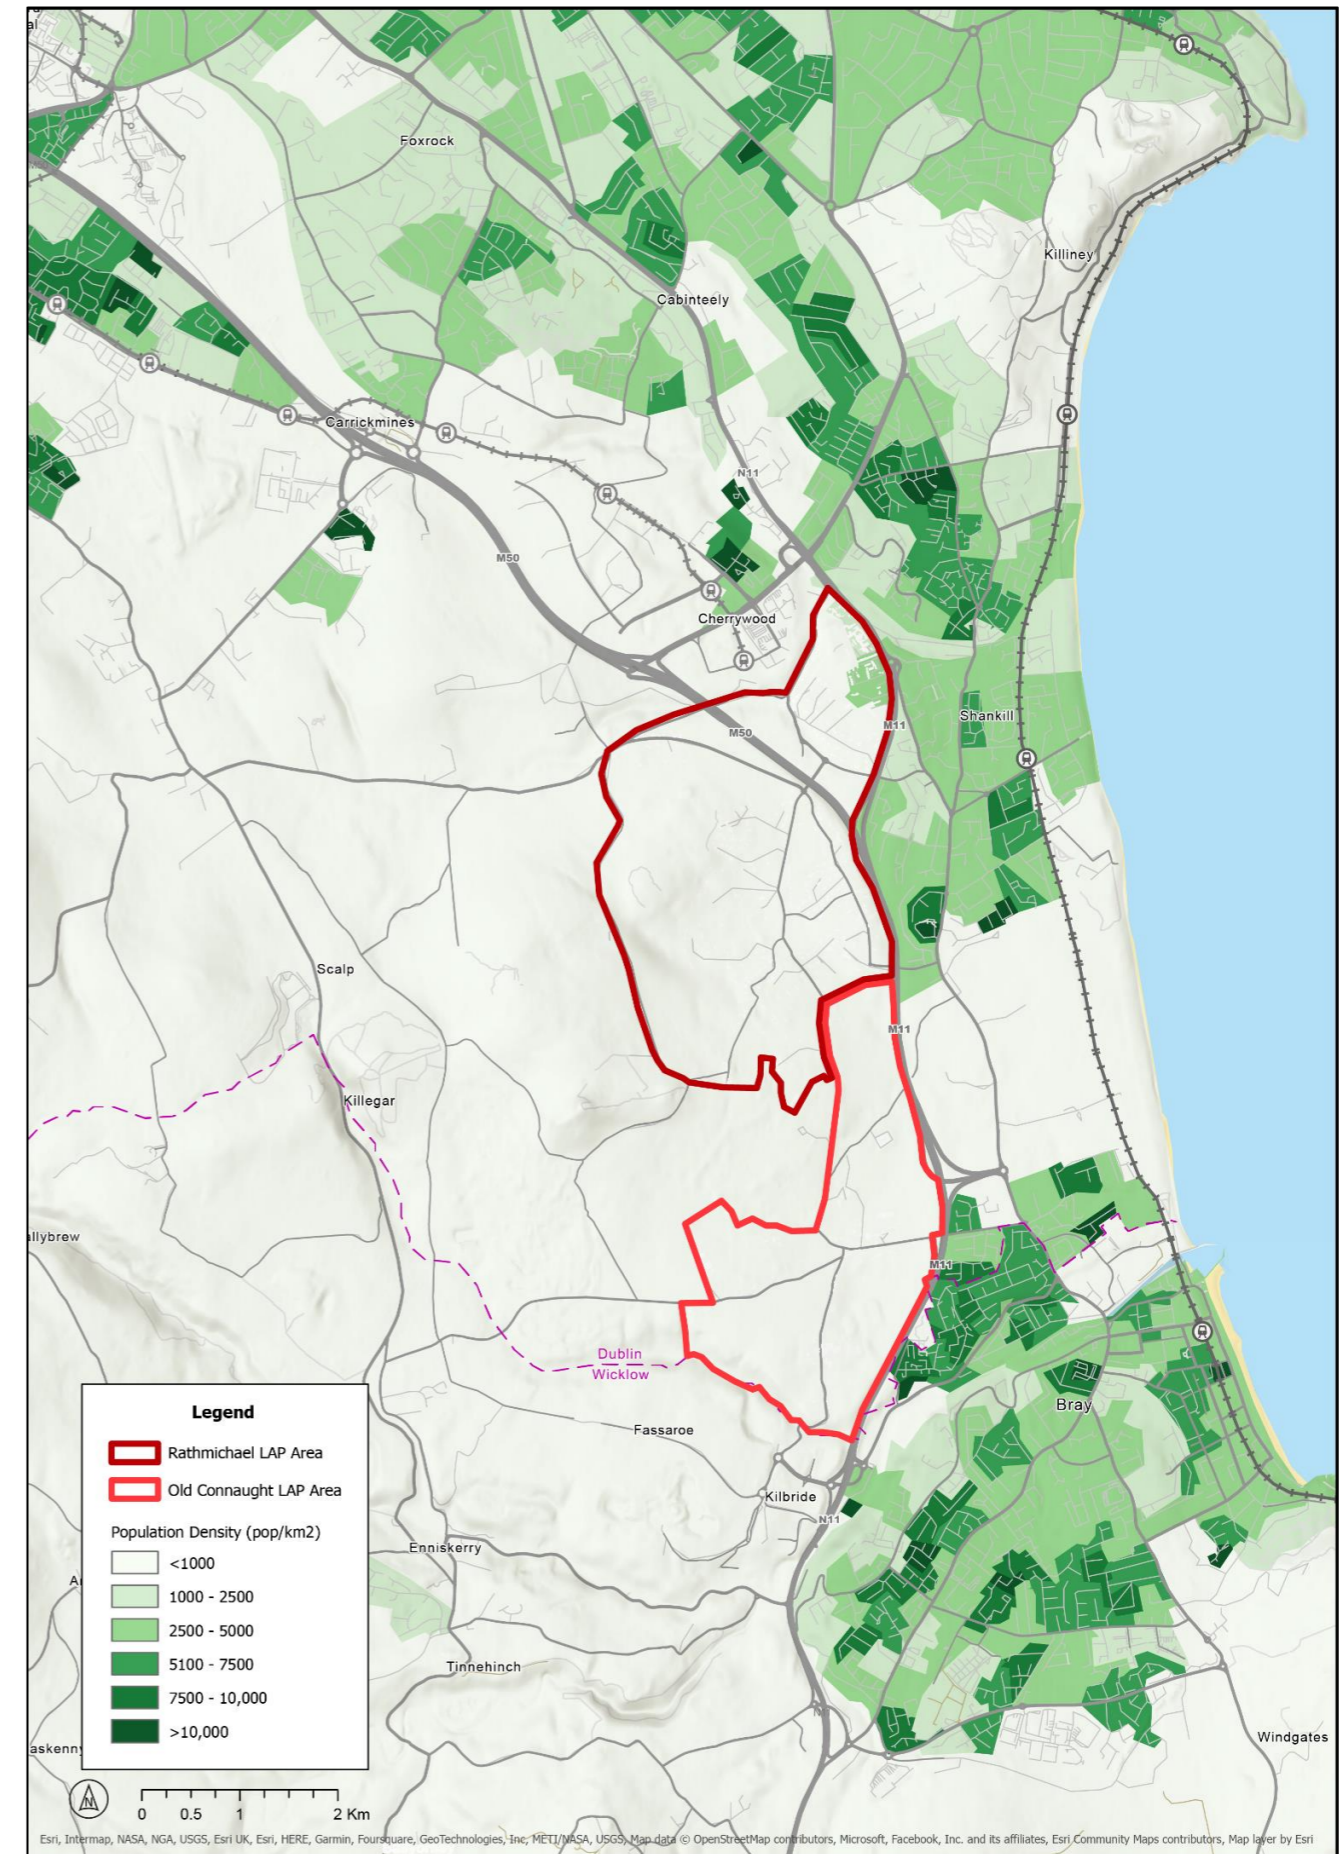 Foxrock
Killiney
Cabinteely
Carrickmines
N11
M50
Cherrywood
Shankill
M11
M50
Scalp
M11
Killegar
allybrew
M11
Dublin
Wicklow
Bray
Fassaroe
Kilbride
N11
Enniskerry
Tinnehinch
Windgates
askenny
Legend
Rathmichael LAP Area
Old Connaught LAP Area
Population Density (pop/km2)
<1000
1000 - 2500
2500 - 5000
5100 - 7500
7500 - 10,000
>10,000
0 0.5 1 2 Km
Esri, Intermap, NASA, NGA, USGS, Esri UK, Esri, HERE, Garmin, Foursquare, GeoTechnologies, Inc, METI/NASA, USGS, Map data © OpenStreetMap contributors, Microsoft, Facebook, Inc. and its affiliates, Esri Community Maps contributors, Map layer by Esri